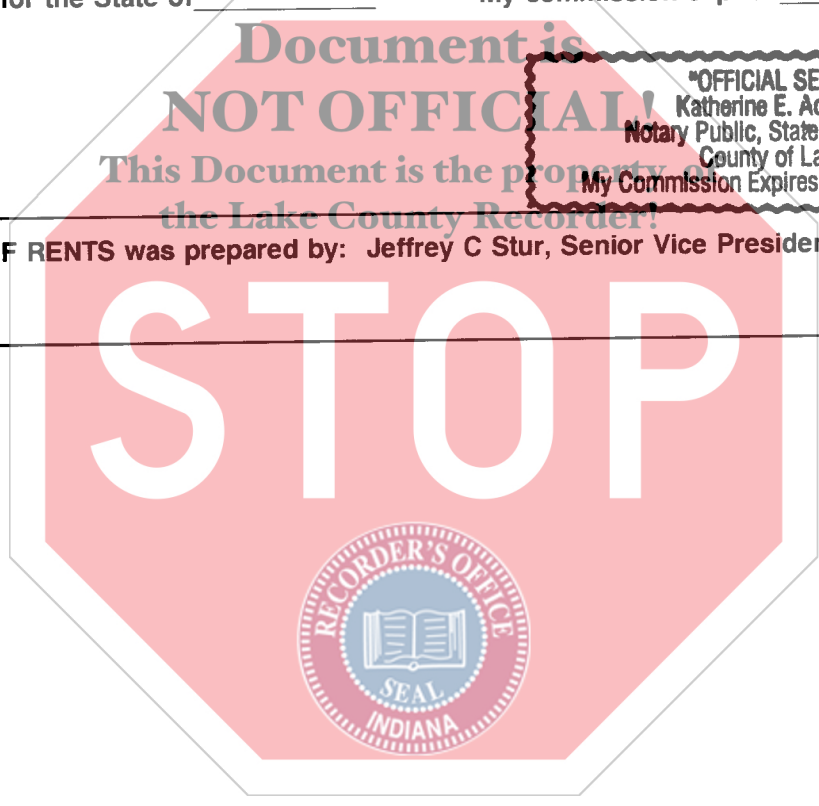 for the State of
Document is
NOT OFFICIAL!
This Document is the property of
the Lake County Recorder!
"OFFICIAL SE
Katherine E. Ac
Notary Public, State
County of La
My Commission Expires
F RENTS was prepared by: Jeffrey C Stur, Senior Vice Presiden
STOP
RECORDER'S OFFICE
SEAL
INDIANA